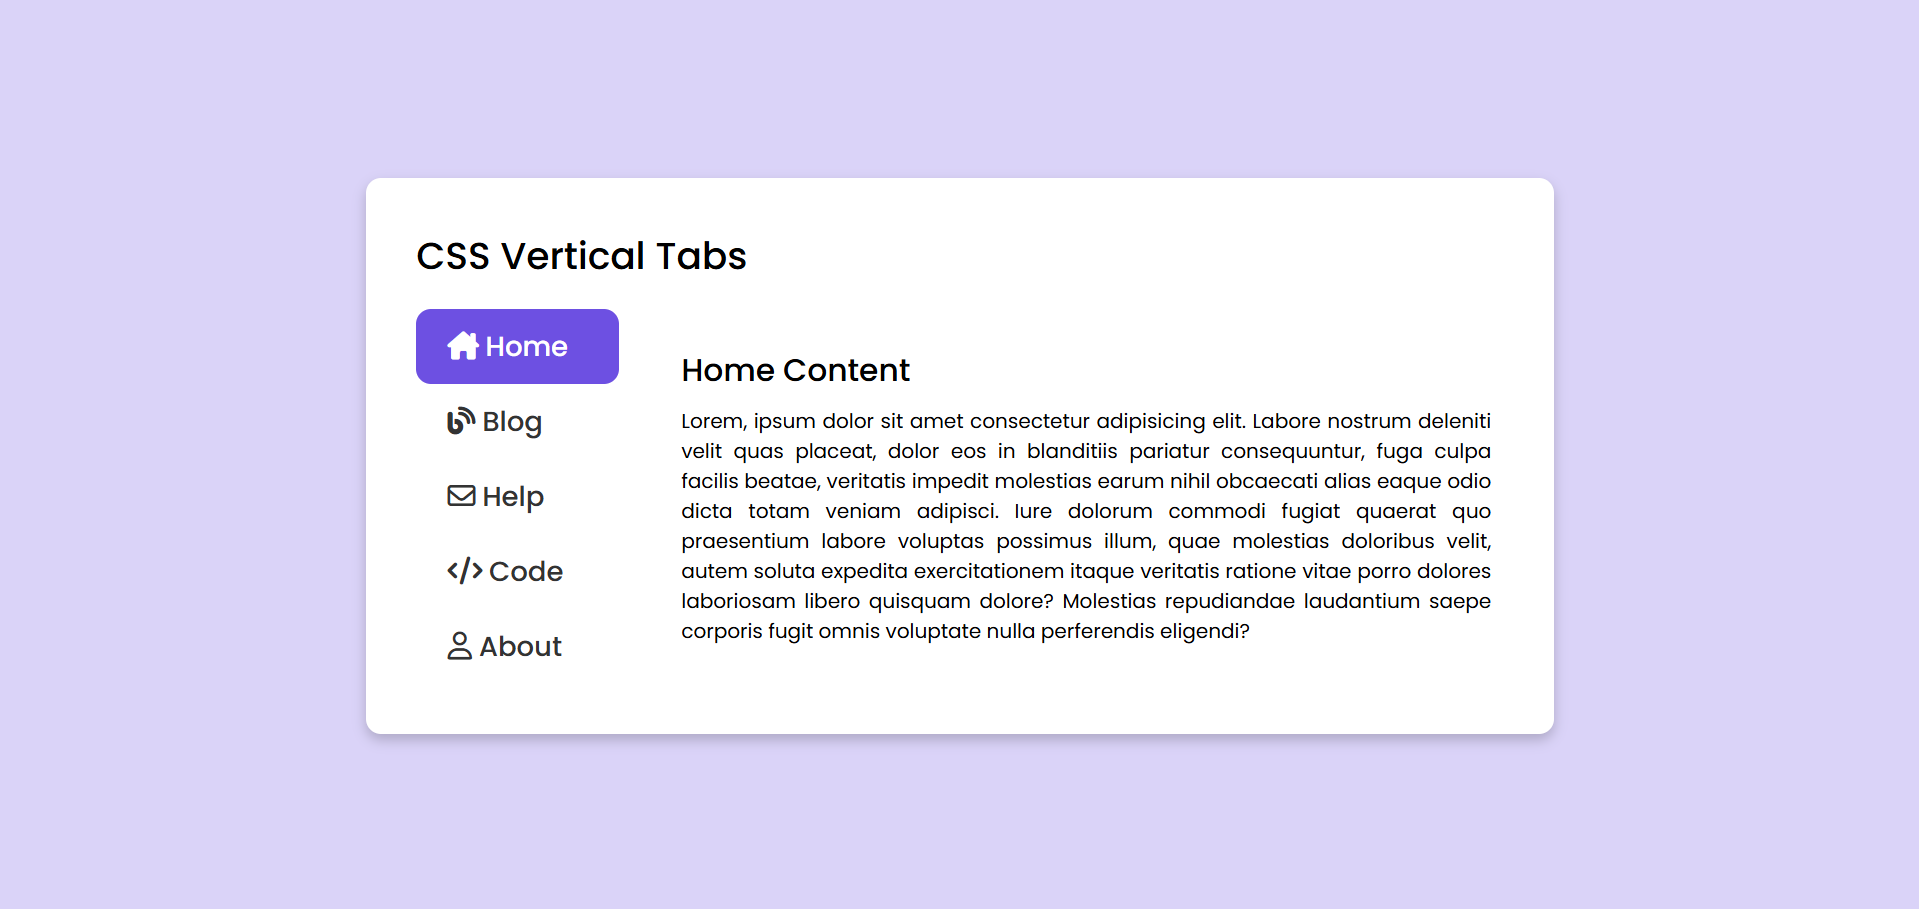 CSS Vertical Tabs
Home
Blog
Help
Code
About
Home Content
Lorem, ipsum dolor sit amet consectetur adipisicing elit. Labore nostrum deleniti
velit quas placeat, dolor eos in blanditiis pariatur consequuntur, fuga culpa
facilis beatae, veritatis impedit molestias earum nihil obcaecati alias eaque odio
dicta totam veniam adipisci. Iure dolorum commodi fugiat quaerat quo
praesentium labore voluptas possimus illum, quae molestias doloribus velit,
autem soluta expedita exercitationem itaque veritatis ratione vitae porro dolores
laboriosam libero quisquam dolore? Molestias repudiandae laudantium saepe
corporis fugit omnis voluptate nulla perferendis eligendi?